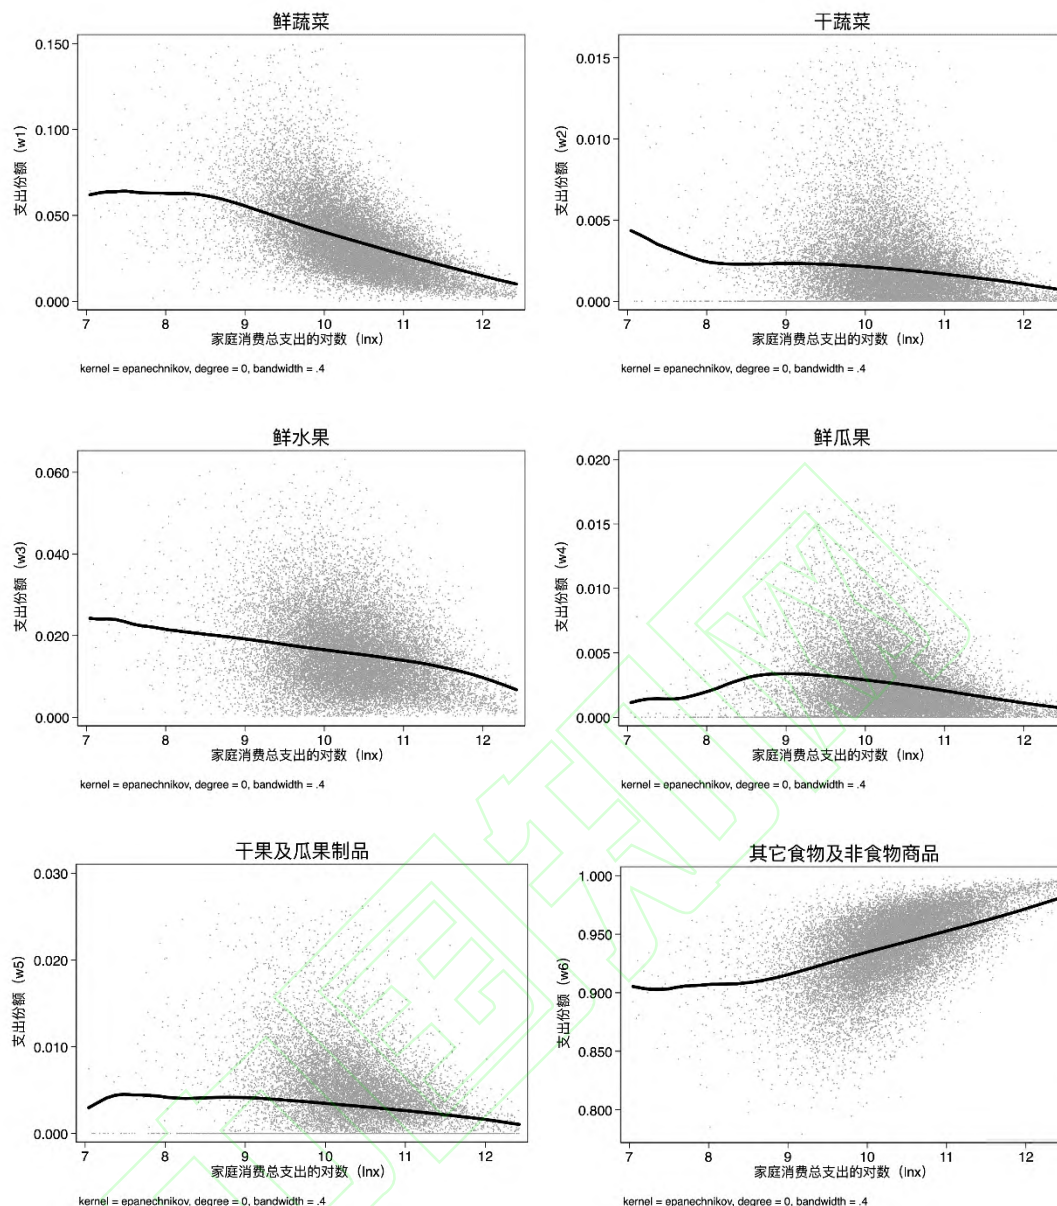 鲜蔬菜
0.150
0.100
0.050
0.000
支出份额（w1）
7 8 9 10 11 12
家庭消费总支出的对数（lnx）
kernel = epanechnikov, degree = 0, bandwidth = .4
干蔬菜
0.015
0.010
0.005
0.000
支出份额（w2）
7 8 9 10 11 12
家庭消费总支出的对数（lnx）
kernel = epanechnikov, degree = 0, bandwidth = .4
鲜水果
0.060
0.040
0.020
0.000
支出份额（w3）
7 8 9 10 11 12
家庭消费总支出的对数（lnx）
kernel = epanechnikov, degree = 0, bandwidth = .4
鲜瓜果
0.020
0.015
0.010
0.005
0.000
支出份额（w4）
7 8 9 10 11 12
家庭消费总支出的对数（lnx）
kernel = epanechnikov, degree = 0, bandwidth = .4
干果及瓜果制品
0.030
0.020
0.010
0.000
支出份额（w5）
7 8 9 10 11 12
家庭消费总支出的对数（lnx）
kernel = epanechnikov, degree = 0, bandwidth = .4
其它食物及非食物商品
1.000
0.950
0.900
0.850
0.800
支出份额（w6）
7 8 9 10 11 12
家庭消费总支出的对数（lnx）
kernel = epanechnikov, degree = 0, bandwidth = .4